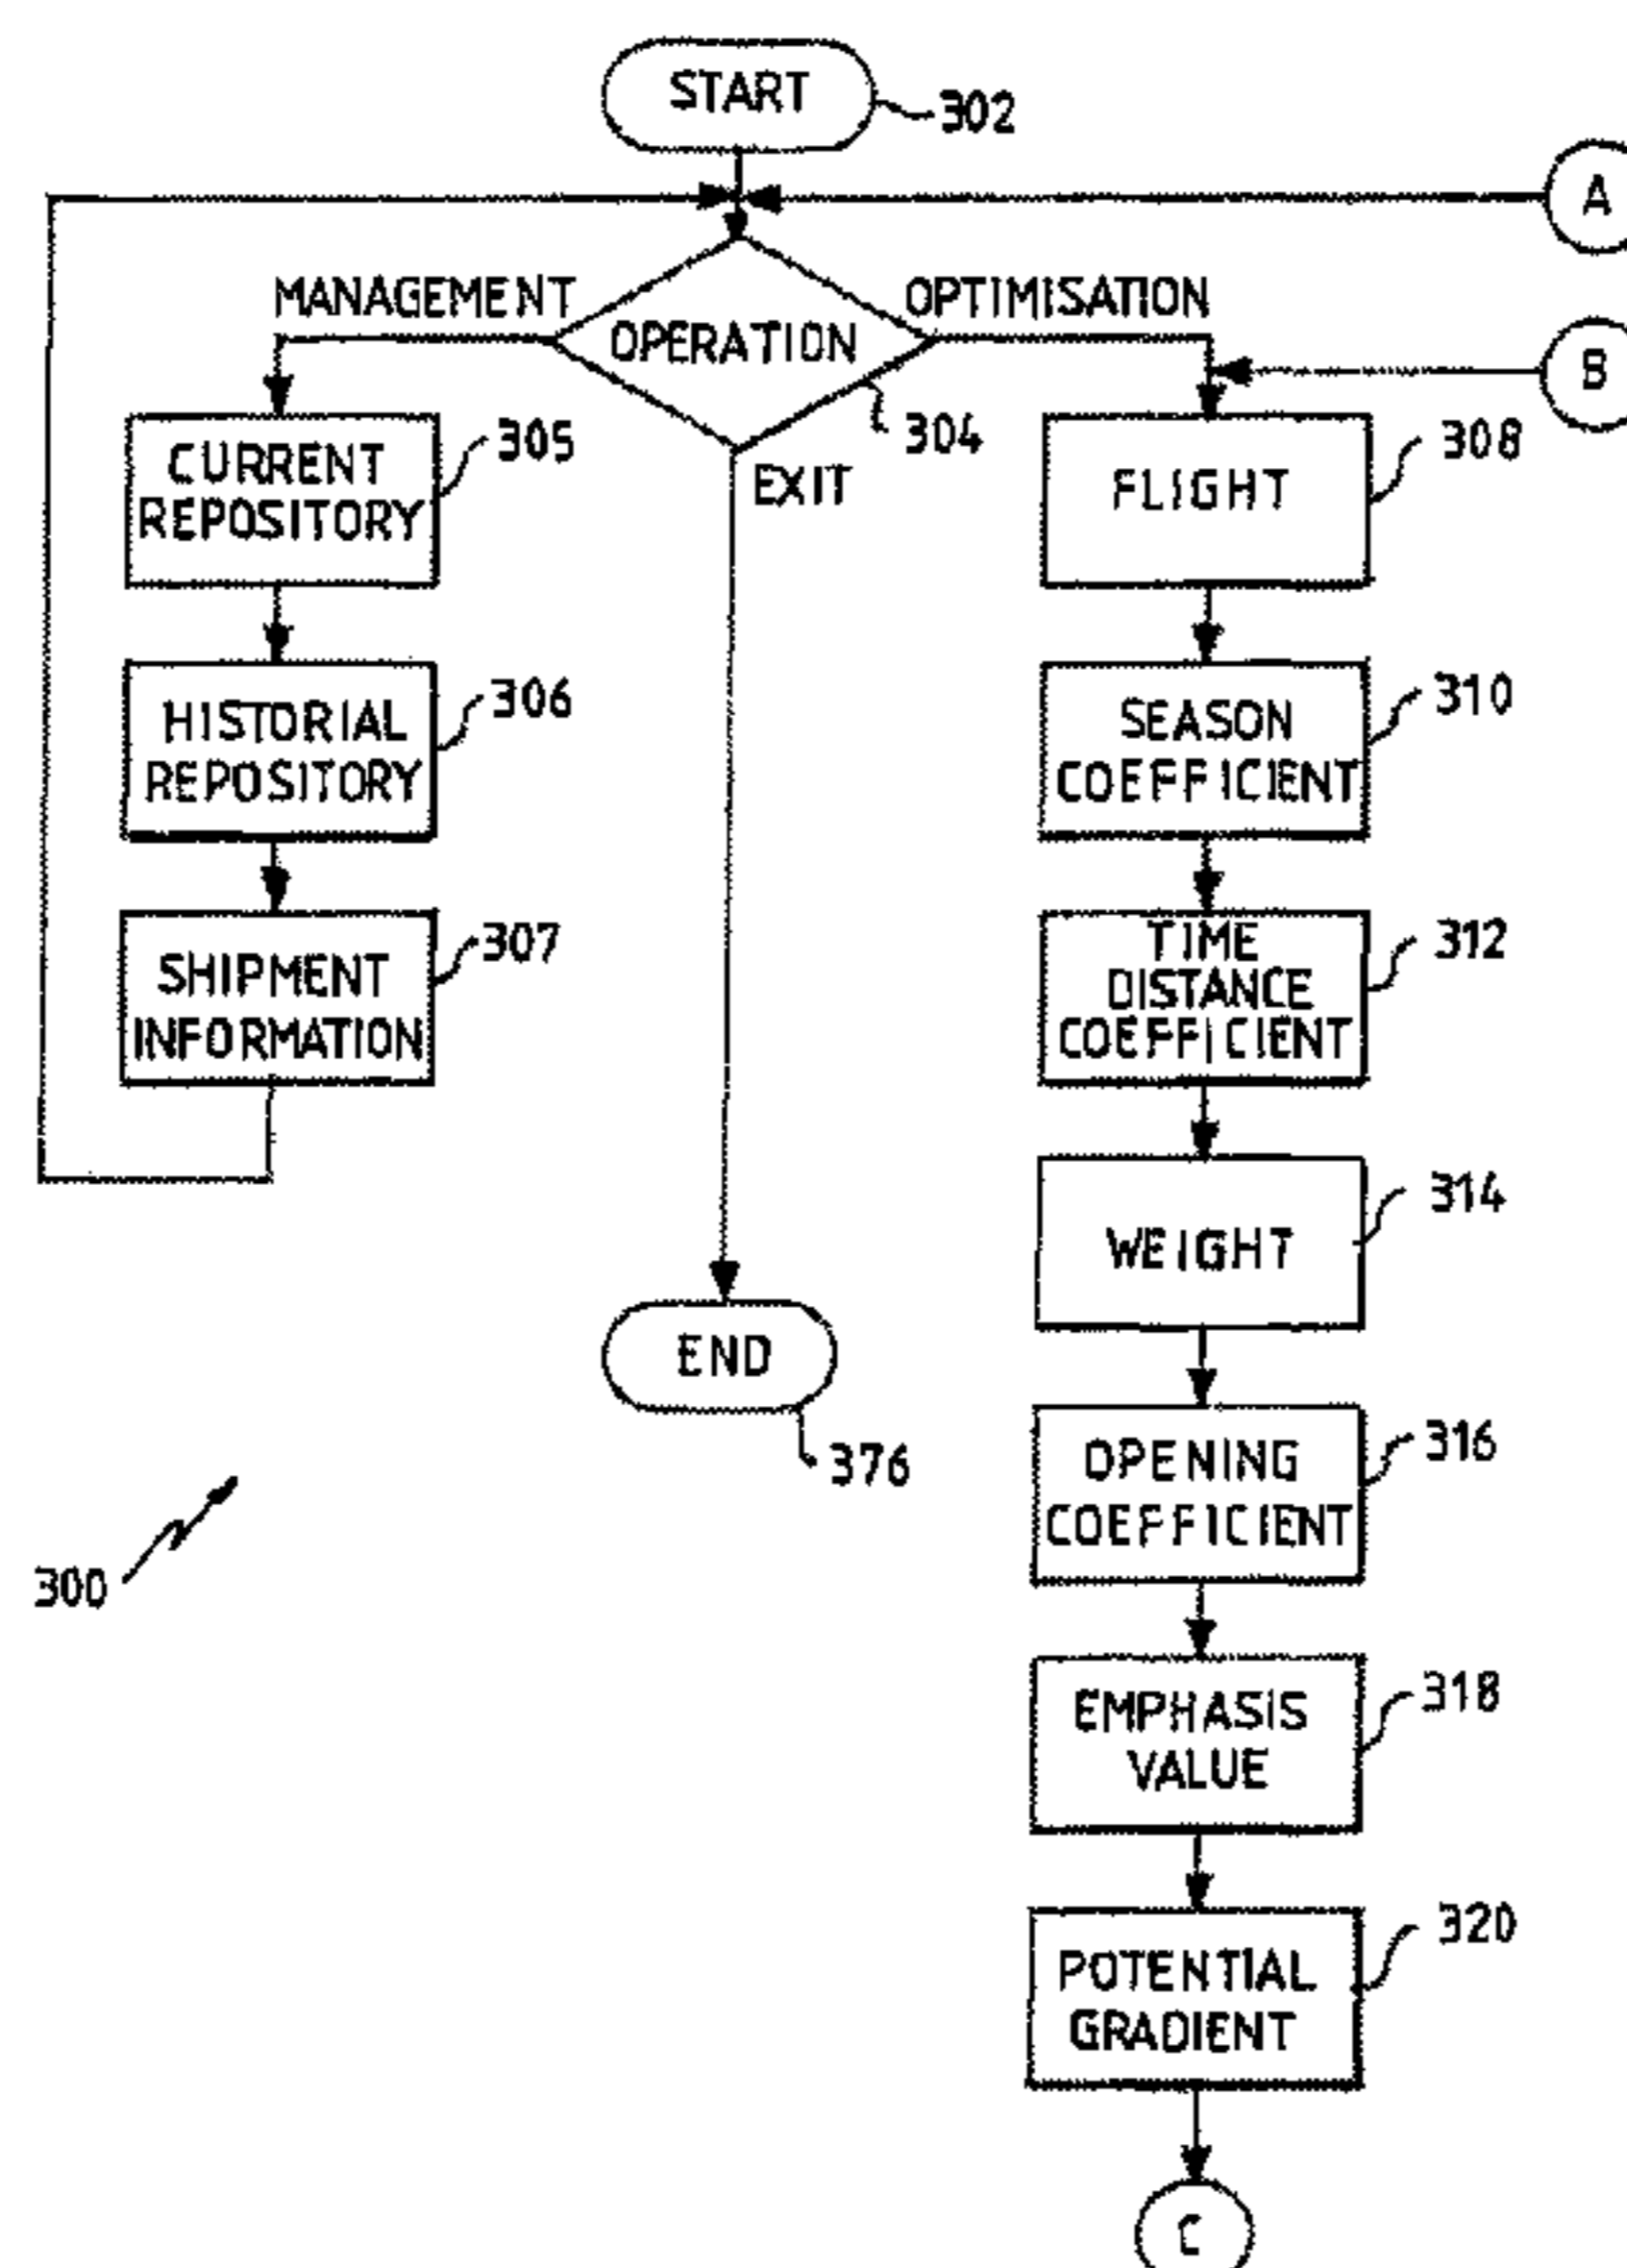 START
302
A
MANAGEMENT
OPERATION
OPTIMISATION
304
EXIT
B
CURRENT
REPOSITORY
305
HISTORIAL
REPOSITORY
306
SHIPMENT
INFORMATION
307
END
376
300
FLIGHT
308
SEASON
COEFFICIENT
310
TIME
DISTANCE
COEFFICIENT
312
WEIGHT
314
OPENING
COEFFICIENT
316
EMPHASIS
VALUE
318
POTENTIAL
GRADIENT
320
C